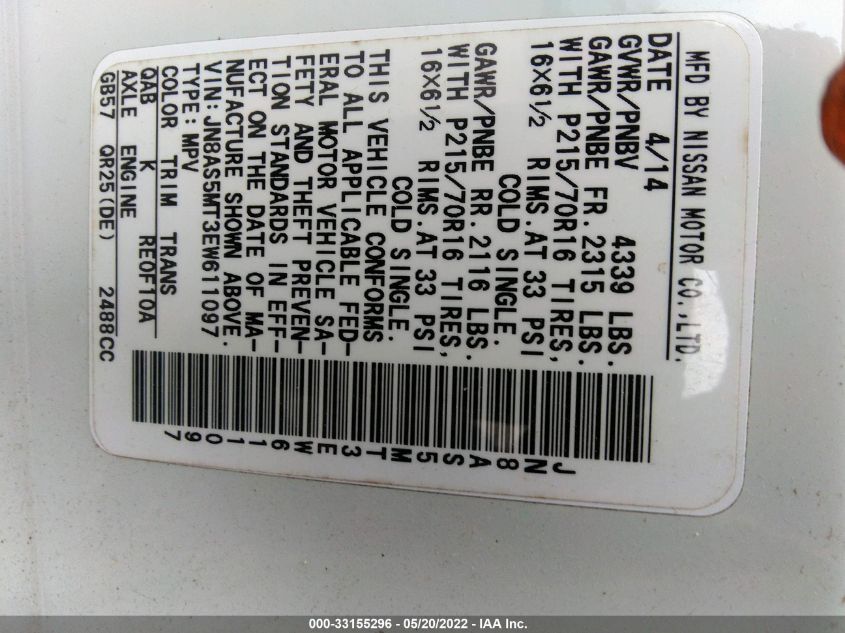 MFD BY NISSAN MOTOR CO.,LTD.
DATE 4/14
GVWR/PNBV 4339 LBS.
GAWR/PNBE FR. 2315 LBS.
WITH P215/70R16 TIRES,
16X6½ RIMS.AT 33 PSI
COLD SINGLE.
GAWR/PNBE RR. 2116 LBS.
WITH P215/70R16 TIRES,
16X6½ RIMS.AT 33 PSI
COLD SINGLE.
THIS VEHICLE CONFORMS
TO ALL APPLICABLE FED-
ERAL MOTOR VEHICLE SA-
FETY AND THEFT PREVEN-
TION STANDARDS IN EFF-
ECT ON THE DATE OF MA-
NUFACTURE SHOWN ABOVE.
VIN:JN8AS5MT3EW611097
TYPE:MPV
COLOR TRIM TRANS
QAB K RE0F10A
AXLE ENGINE
GB57 QR25(DE) 2488CC
JN8AS5MT3EW611097
000-33155296 - 05/20/2022 - IAA Inc.